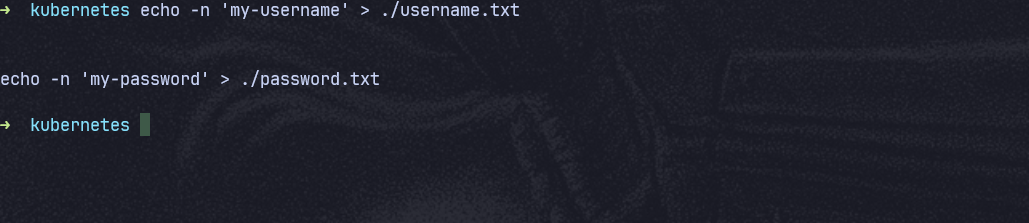 ➜ kubernetes echo -n 'my-username' > ./username.txt
echo -n 'my-password' > ./password.txt
➜ kubernetes